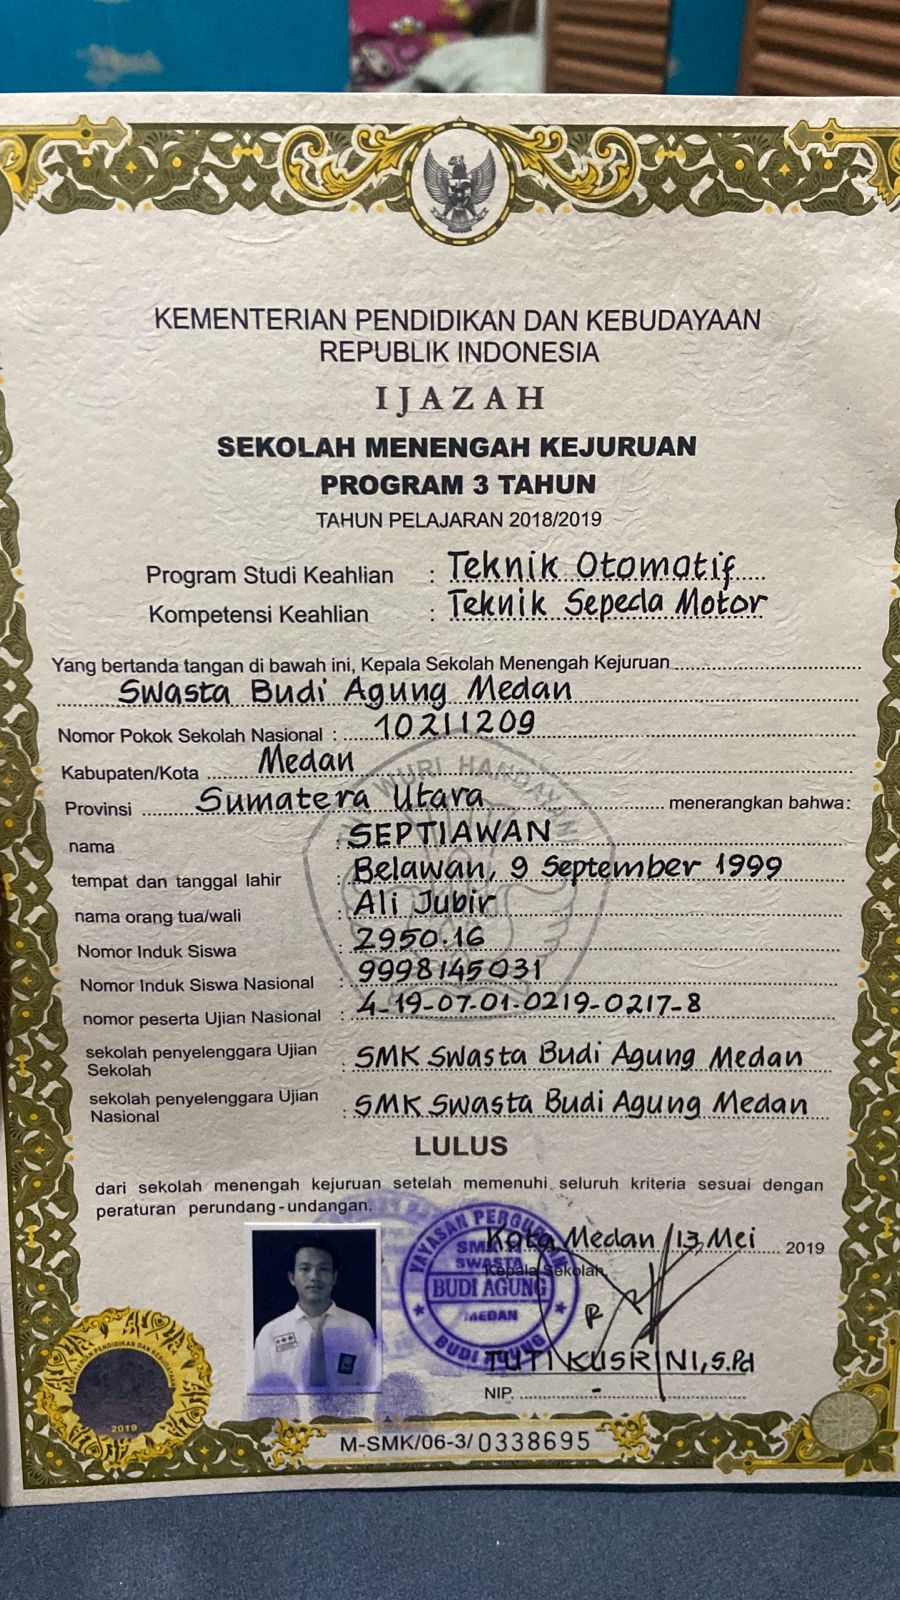 KEMENTERIAN PENDIDIKAN DAN KEBUDAYAAN
REPUBLIK INDONESIA
IJAZAH
SEKOLAH MENENGAH KEJURUAN
PROGRAM 3 TAHUN
TAHUN PELAJARAN 2018/2019
Program Studi Keahlian : Teknik Otomatif
Kompetensi Keahlian : Teknik Sepeda Motor
Yang bertanda tangan di bawah ini, Kepala Sekolah Menengah Kejuruan
Swasta Budi Agung Medan
Nomor Pokok Sekolah Nasional : 10211209
Kabupaten/Kota Medan
Provinsi Sumatera Utara menerangkan bahwa:
nama : SEPTIAWAN
tempat dan tanggal lahir : Belawan, 9 September 1999
nama orang tua/wali : Ali Jubir
Nomor Induk Siswa : 2950.16
Nomor Induk Siswa Nasional : 9998145031
nomor peserta Ujian Nasional : 4-19-07-01-0219-0217-8
sekolah penyelenggara Ujian
Sekolah : SMK Swasta Budi Agung Medan
sekolah penyelenggara Ujian
Nasional : SMK Swasta Budi Agung Medan
LULUS
dari sekolah menengah kejuruan setelah memenuhi seluruh kriteria sesuai dengan
peraturan perundang-undangan.
Kota Medan, 13 Mei 2019
Kepala Sekolah,
YAYASAN PERGURUAN
SMK
SWASTA
BUDI AGUNG
MEDAN
BUDI AGUNG
TUTI KUSRINI, S.Pd
NIP. -
2019
M-SMK/06-3/0338695